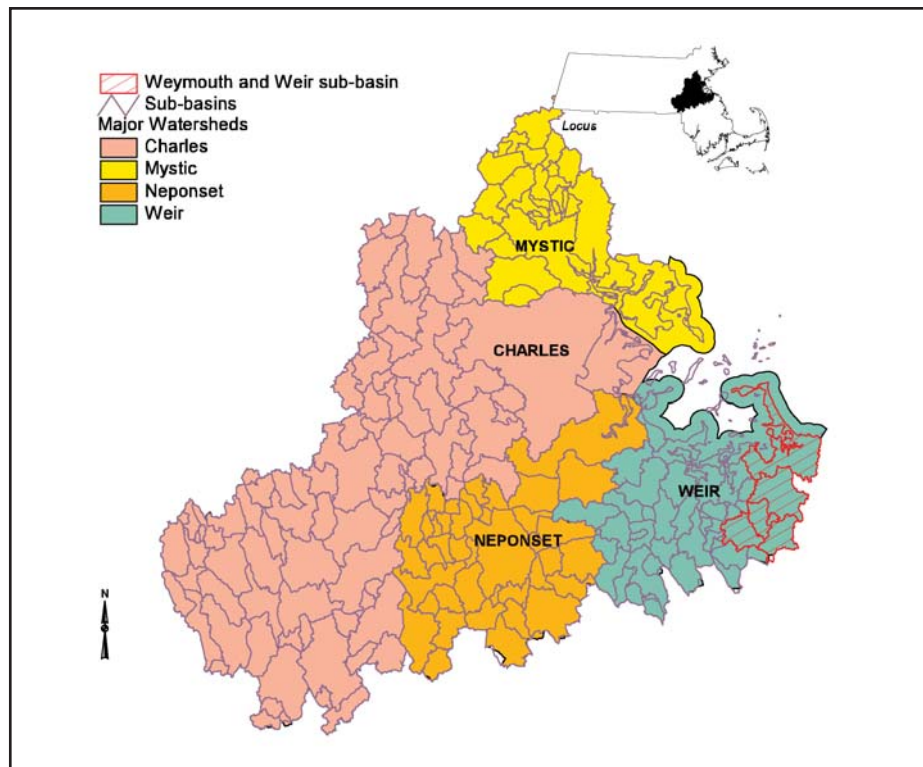 Weymouth and Weir sub-basin
Sub-basins
Major Watersheds
Charles
Mystic
Neponset
Weir
Locus
MYSTIC
CHARLES
WEIR
NEPONSET
N